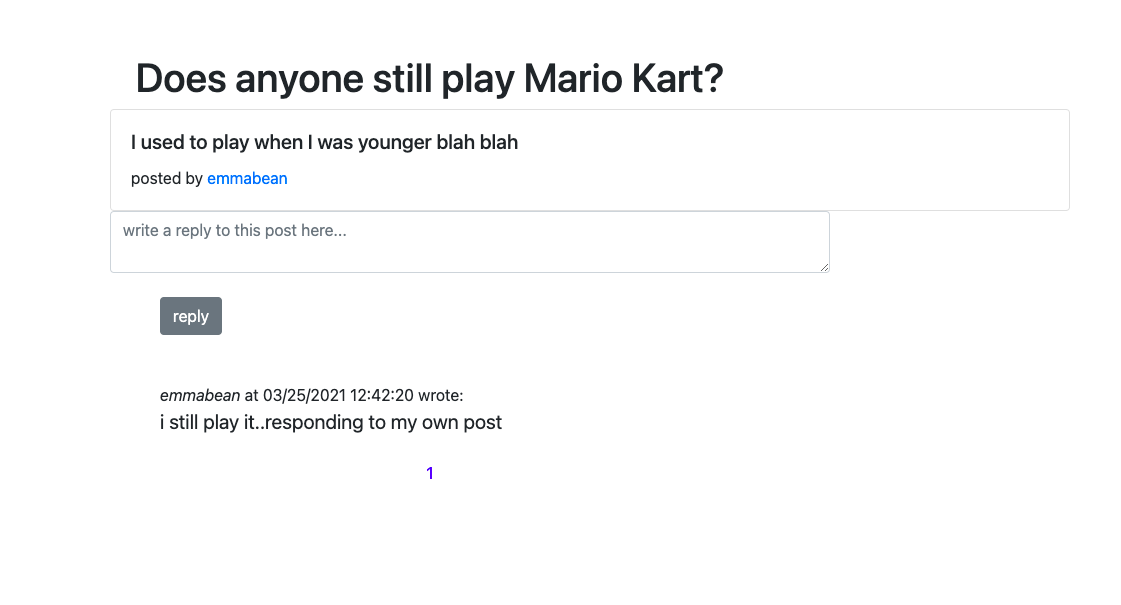 Does anyone still play Mario Kart?
I used to play when I was younger blah blah
posted by emmabean
write a reply to this post here...
reply
emmabean at 03/25/2021 12:42:20 wrote:
i still play it..responding to my own post
1